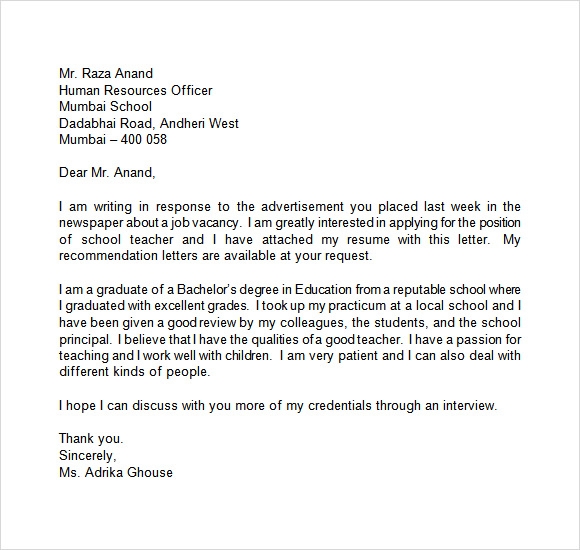 Mr. Raza Anand
Human Resources Officer
Mumbai School
Dadabhai Road, Andheri West
Mumbai – 400 058
Dear Mr. Anand,
I am writing in response to the advertisement you placed last week in the
newspaper about a job vacancy. I am greatly interested in applying for the position
of school teacher and I have attached my resume with this letter. My
recommendation letters are available at your request.
I am a graduate of a Bachelor's degree in Education from a reputable school where
I graduated with excellent grades. I took up my practicum at a local school and I
have been given a good review by my colleagues, the students, and the school
principal. I believe that I have the qualities of a good teacher. I have a passion for
teaching and I work well with children. I am very patient and I can also deal with
different kinds of people.
I hope I can discuss with you more of my credentials through an interview.
Thank you.
Sincerely,
Ms. Adrika Ghouse